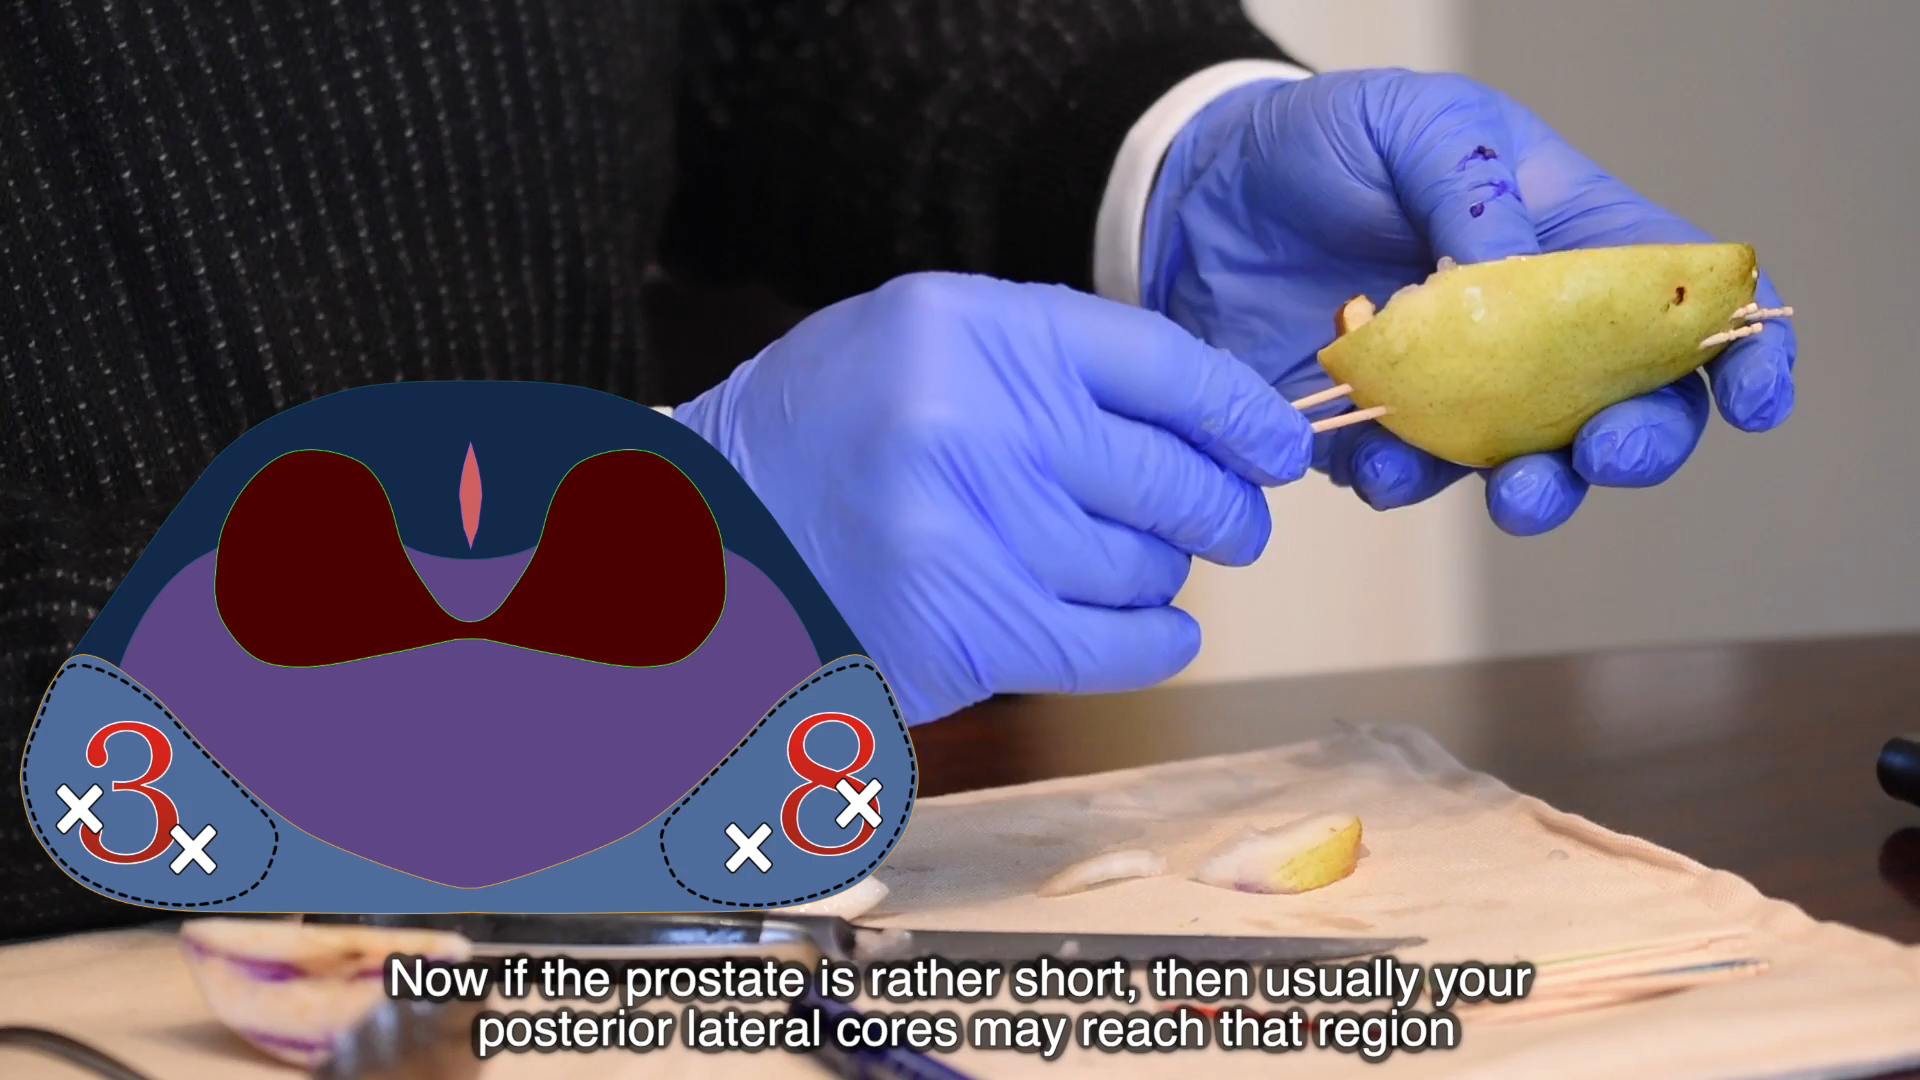 3
8
Now if the prostate is rather short, then usually your
posterior lateral cores may reach that region